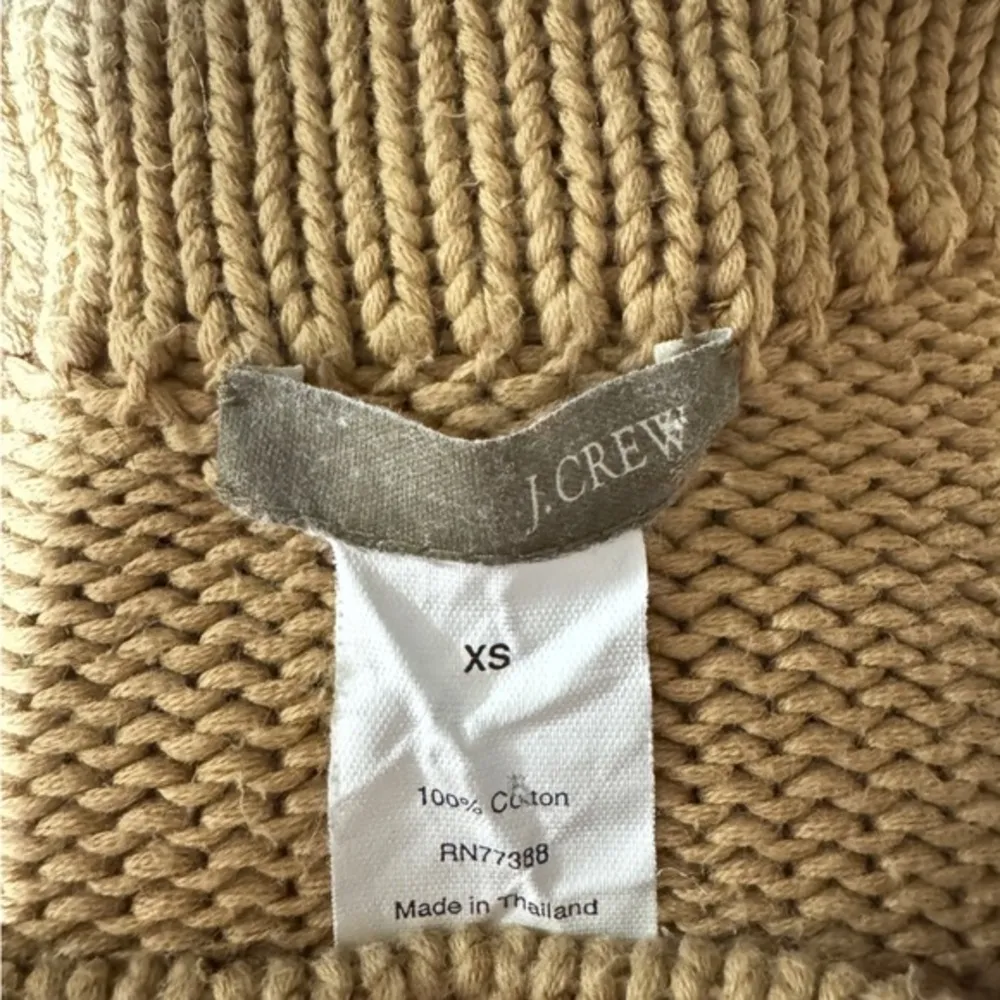 J.CREW
XS
100% Cotton
RN77388
Made in Thailand